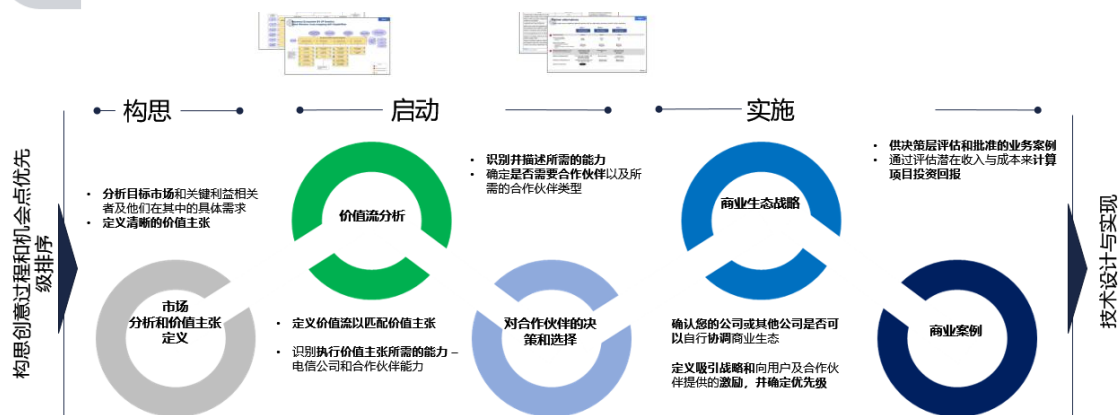 构思创意过程和机会点优先
级排序
构思
启动
实施
分析目标市场和关键利益相关
者及他们在其中的具体需求
定义清晰的价值主张
市场
分析和价值主张
定义
价值流分析
定义价值流以匹配价值主张
识别执行价值主张所需的能力 –
电信公司和合作伙伴能力
识别并描述所需的能力
确定是否需要合作伙伴以及所
需的合作伙伴类型
对合作伙伴的决
策和选择
商业生态战略
确认您的公司或其他公司是否可
以自行协调商业生态
定义吸引战略和向用户及合作伙
伴提供的激励，并确定优先级
供决策层评估和批准的业务案例
通过评估潜在收入与成本来计算
项目投资回报
商业案例
技术设计与实现